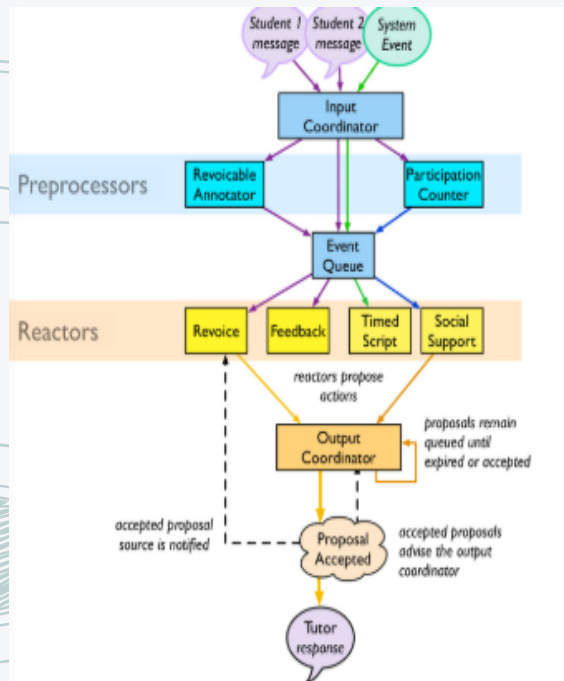 Student 1
message
Student 2
message
System
Event
Input
Coordinator
Preprocessors
Revoicable
Annotator
Participation
Counter
Event
Queue
Reactors
Revoice
Feedback
Timed
Script
Social
Support
reactors propose
actions
Output
Coordinator
proposals remain
queued until
expired or accepted
accepted proposal
source is notified
Proposal
Accepted
accepted proposals
advise the output
coordinator
Tutor
response